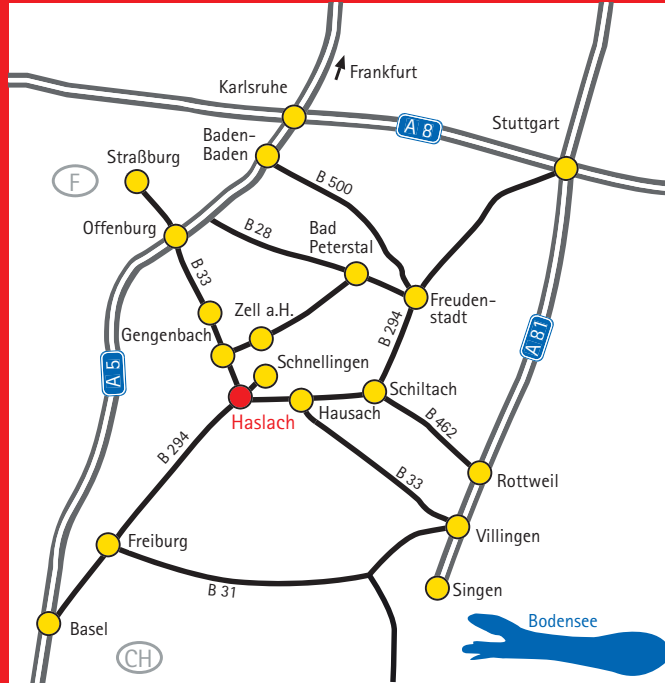 Frankfurt
Karlsruhe
A 8
Stuttgart
Baden-
Baden
Straßburg
F
B 500
Offenburg
B 28
Bad
Peterstal
B 33
Zell a.H.
Freuden-
stadt
Gengenbach
B 294
A 81
Schnellingen
A 5
Schiltach
Haslach
Hausach
B 462
B 294
B 33
Rottweil
Freiburg
Villingen
B 31
Singen
Basel
Bodensee
CH